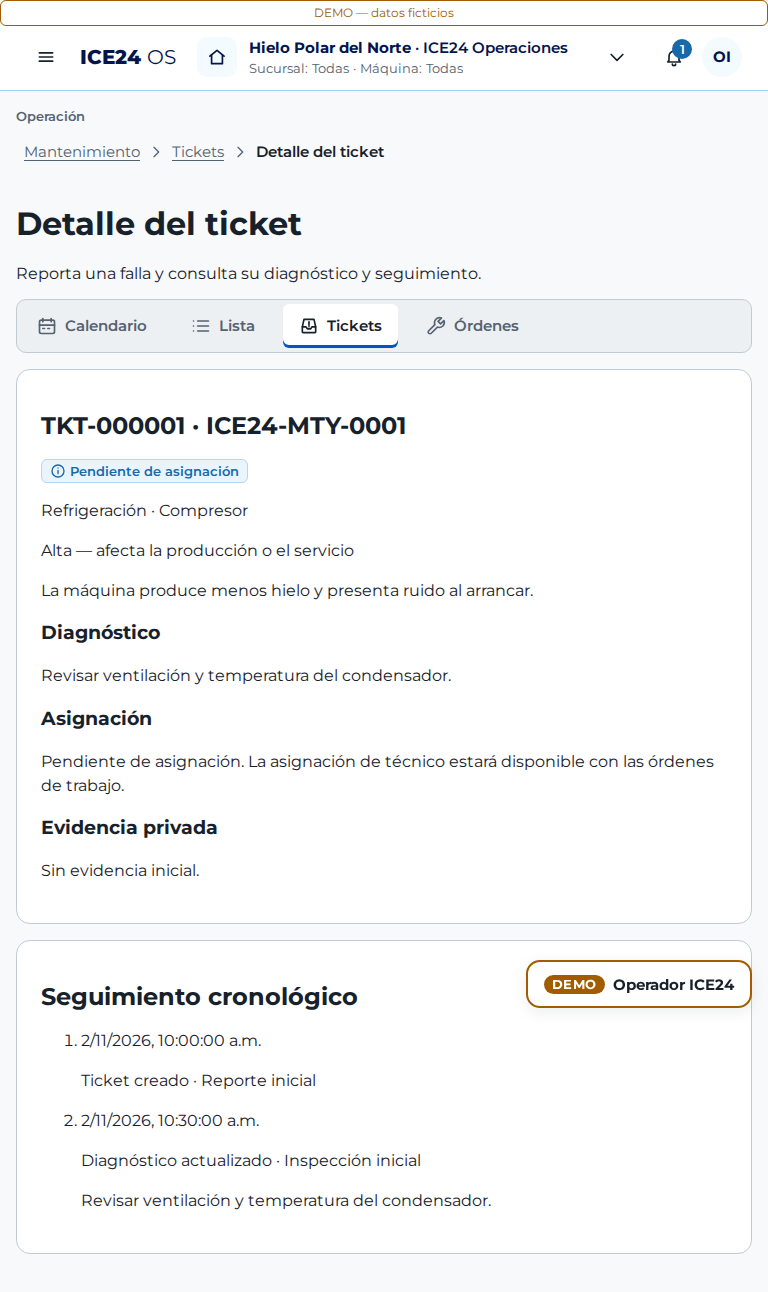 DEMO — datos ficticios
ICE24 OS
Hielo Polar del Norte · ICE24 Operaciones
Sucursal: Todas · Máquina: Todas
1
OI
Operación
Mantenimiento > Tickets > Detalle del ticket
Detalle del ticket
Reporta una falla y consulta su diagnóstico y seguimiento.
Calendario Lista Tickets Órdenes
TKT-000001 · ICE24-MTY-0001
Pendiente de asignación
Refrigeración · Compresor
Alta — afecta la producción o el servicio
La máquina produce menos hielo y presenta ruido al arrancar.
Diagnóstico
Revisar ventilación y temperatura del condensador.
Asignación
Pendiente de asignación. La asignación de técnico estará disponible con las órdenes
de trabajo.
Evidencia privada
Sin evidencia inicial.
DEMO Operador ICE24
Seguimiento cronológico
1. 2/11/2026, 10:00:00 a.m.
Ticket creado · Reporte inicial
2. 2/11/2026, 10:30:00 a.m.
Diagnóstico actualizado · Inspección inicial
Revisar ventilación y temperatura del condensador.